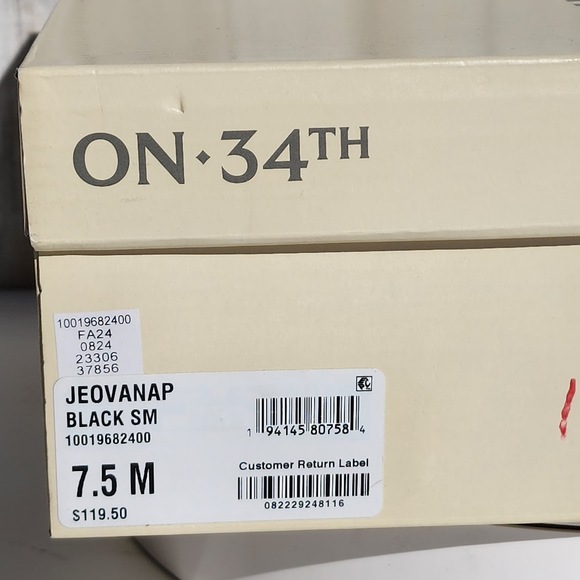 ON·34TH
10019682400
FA24
0824
23306
37856
JEOVANAP
BLACK SM
10019682400
7.5 M
$119.50
1 94145 80758 4
Customer Return Label
082229248116